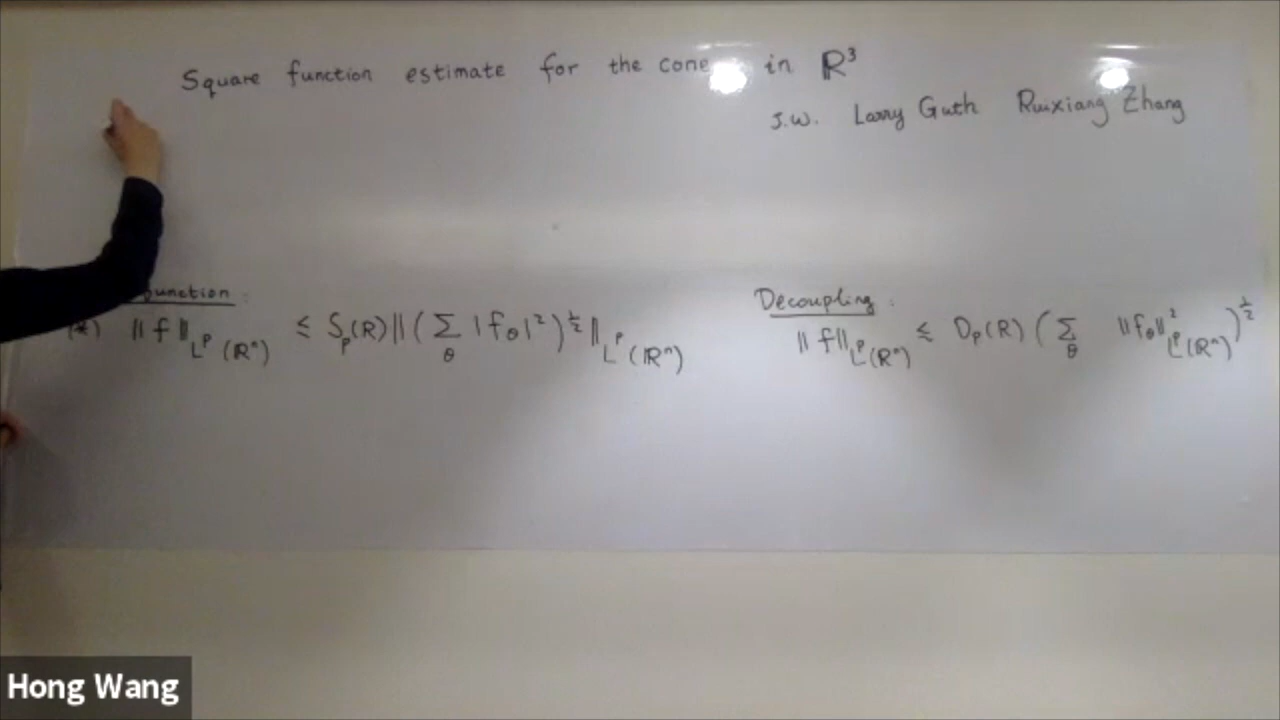 Square function estimate for the cone in ℝ³
J.W. Larry Guth Ruixiang Zhang
function :
(*) ‖f‖_{L^p(ℝⁿ)} ≤ S_p(R)‖(∑_θ |f_θ|²)^{1/2}‖_{L^p(ℝⁿ)}
Decoupling :
‖f‖_{L^p(ℝⁿ)} ≤ D_p(R)(∑_θ ‖f_θ‖²_{L^p(ℝⁿ)})^{1/2}
Hong Wang